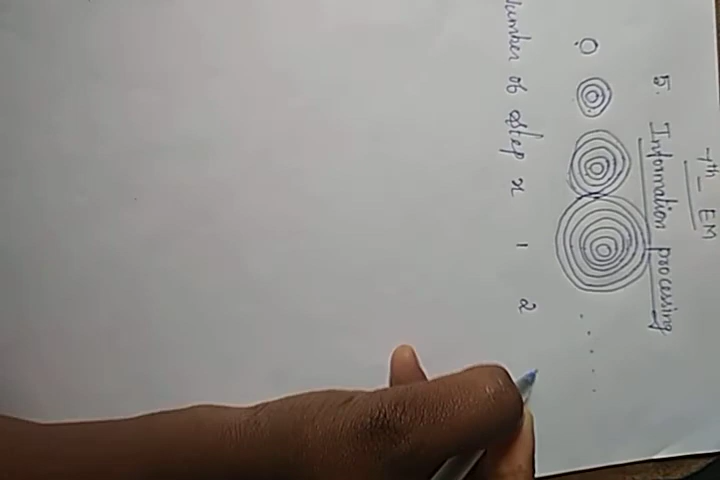 7th - EM
5. Information processing
Number of step x 1 2